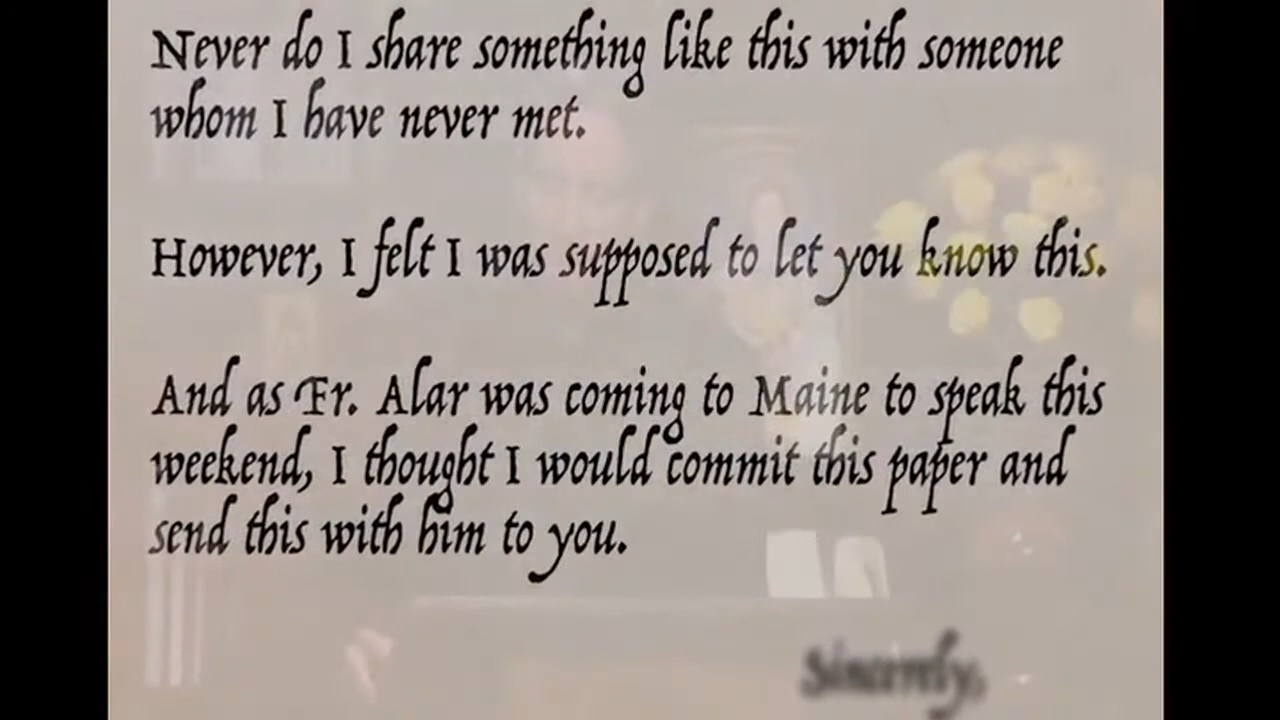 Never do I share something like this with someone
whom I have never met.
However, I felt I was supposed to let you know this.
And as Fr. Alar was coming to Maine to speak this
weekend, I thought I would commit this paper and
send this with him to you.
Sincerely,